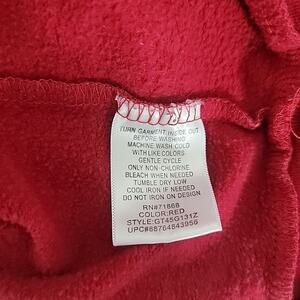 TURN GARMENT INSIDE OUT
BEFORE WASHING
MACHINE WASH COLD
WITH LIKE COLORS
GENTLE CYCLE
ONLY NON-CHLORINE
BLEACH WHEN NEEDED
TUMBLE DRY LOW
COOL IRON IF NEEDED
DO NOT IRON ON DESIGN
RN#71868
COLOR:RED
STYLE:GT45G131Z
UPC#68764843956